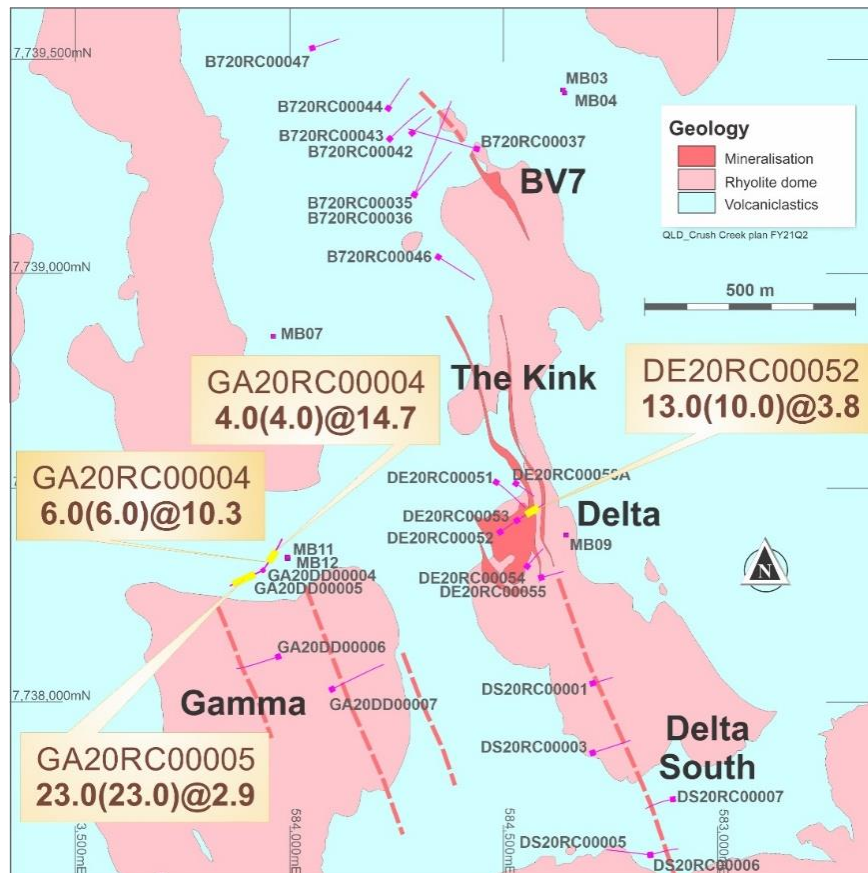 7,739,500mN
B720RC00047
MB03
MB04
B720RC00044
B720RC00043
B720RC00042
B720RC00037
BV7
B720RC00035
B720RC00036
Geology
Mineralisation
Rhyolite dome
Volcaniclastics
QLD_Crush Creek plan FY21Q2
7,739,000mN
B720RC00046
500 m
MB07
GA20RC00004
4.0(4.0)@14.7
The Kink
DE20RC00052
13.0(10.0)@3.8
GA20RC00004
6.0(6.0)@10.3
DE20RC00051
DE20RC00050A
DE20RC00053
DE20RC00052
Delta
MB09
MB11
MB12
GA20DD00004
GA20DD00005
DE20RC00054
DE20RC00055
N
GA20DD00006
7,738,000mN
Gamma
GA20DD00007
DS20RC00001
Delta
South
DS20RC00003
GA20RC00005
23.0(23.0)@2.9
DS20RC00007
DS20RC00005
DS20RC00006
584,000mE
584,500mE
583,000mE